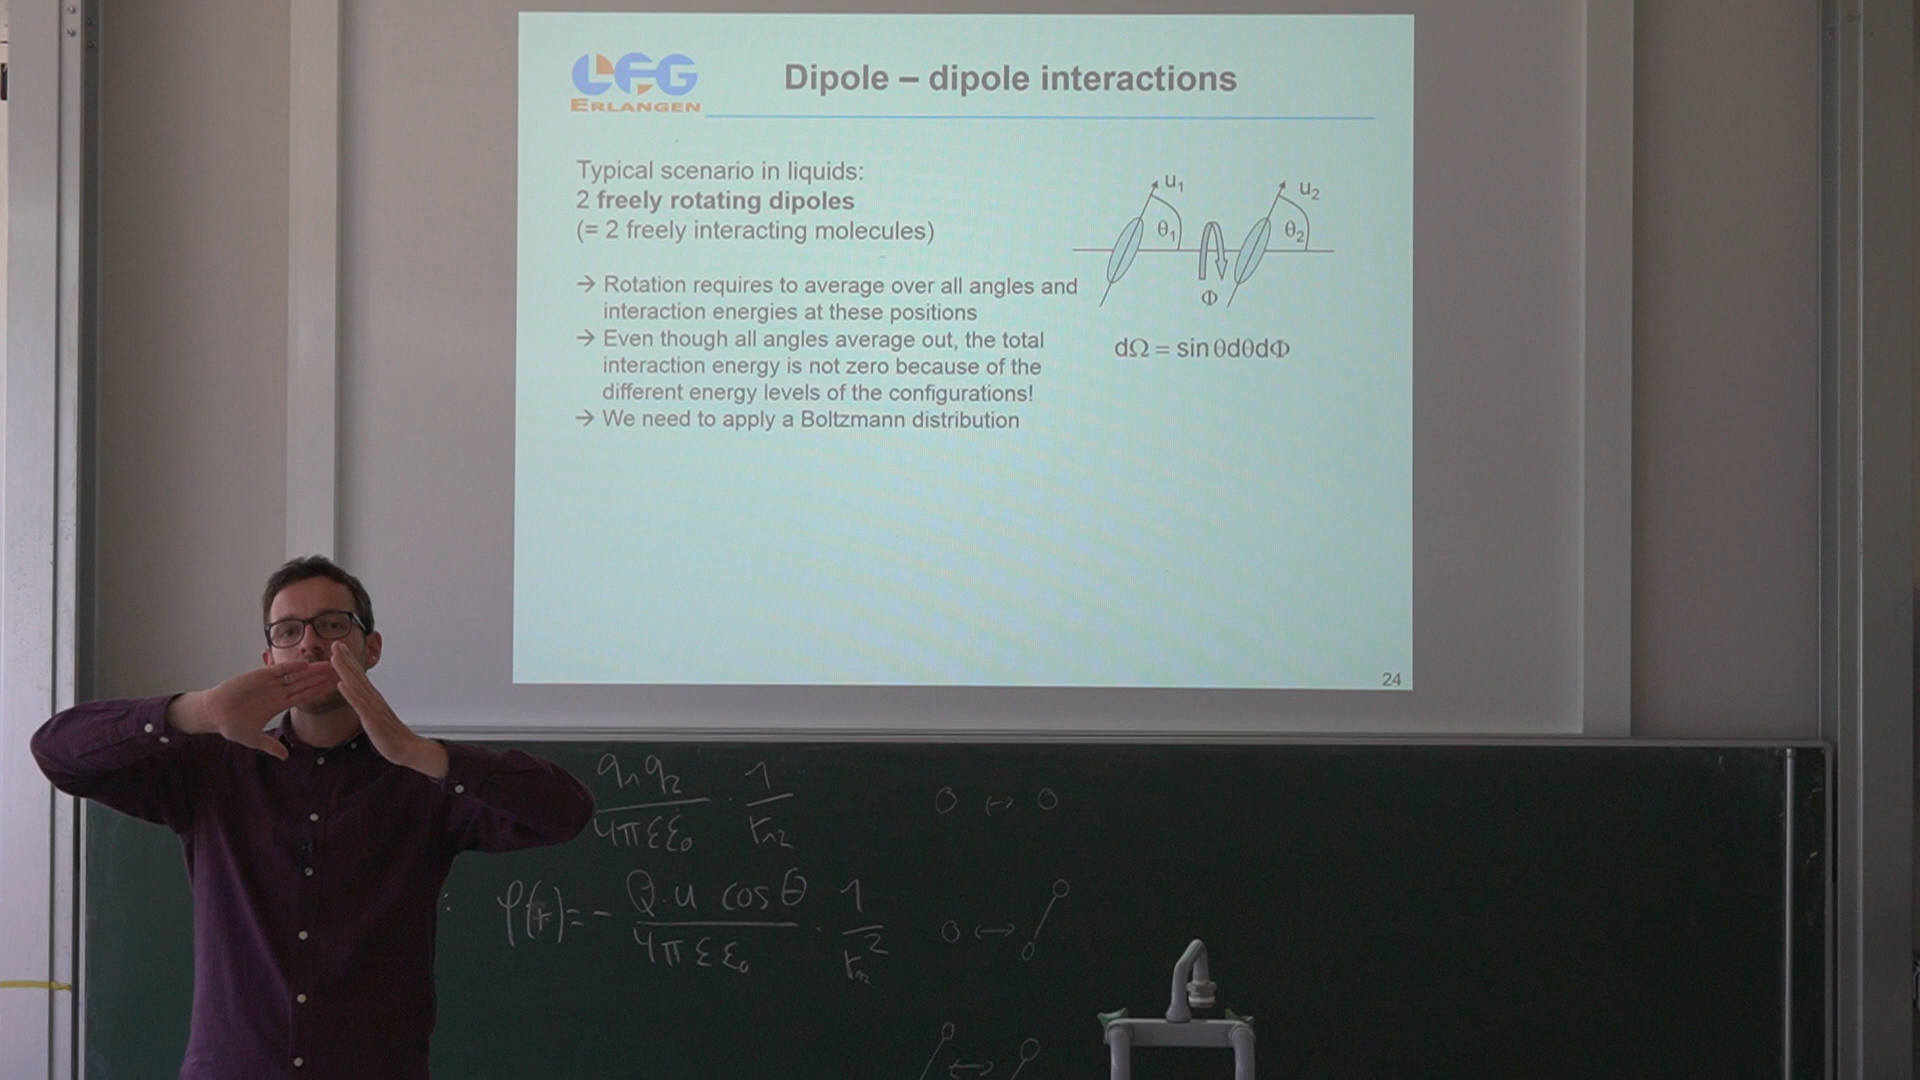 LFG
ERLANGEN
Dipole – dipole interactions
Typical scenario in liquids:
2 freely rotating dipoles
(= 2 freely interacting molecules)
→ Rotation requires to average over all angles and
interaction energies at these positions
→ Even though all angles average out, the total
interaction energy is not zero because of the
different energy levels of the configurations!
→ We need to apply a Boltzmann distribution
u₁ u₂
θ₁ θ₂
Φ
dΩ = sin θdθdΦ
24
q₁q₂ / 4πεε₀ · 1 / r₁₂
: φ(r) = - Q·u cos θ / 4πεε₀ · 1 / r₁₂²